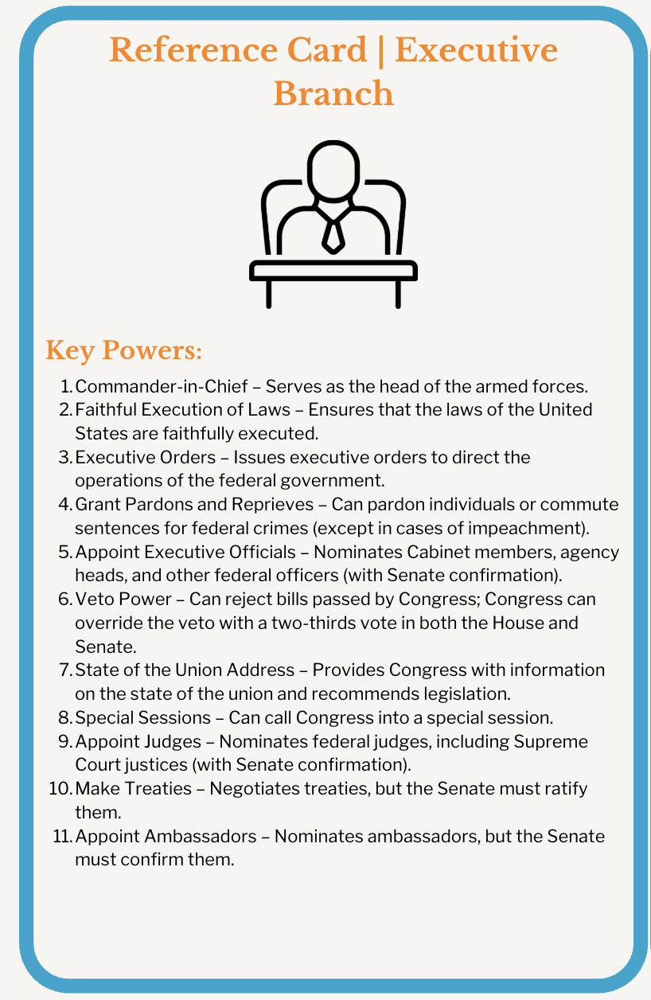 Reference Card | Executive
Branch
Key Powers:
1. Commander-in-Chief – Serves as the head of the armed forces.
2. Faithful Execution of Laws – Ensures that the laws of the United
States are faithfully executed.
3. Executive Orders – Issues executive orders to direct the
operations of the federal government.
4. Grant Pardons and Reprieves – Can pardon individuals or commute
sentences for federal crimes (except in cases of impeachment).
5. Appoint Executive Officials – Nominates Cabinet members, agency
heads, and other federal officers (with Senate confirmation).
6. Veto Power – Can reject bills passed by Congress; Congress can
override the veto with a two-thirds vote in both the House and
Senate.
7. State of the Union Address – Provides Congress with information
on the state of the union and recommends legislation.
8. Special Sessions – Can call Congress into a special session.
9. Appoint Judges – Nominates federal judges, including Supreme
Court justices (with Senate confirmation).
10. Make Treaties – Negotiates treaties, but the Senate must ratify
them.
11. Appoint Ambassadors – Nominates ambassadors, but the Senate
must confirm them.